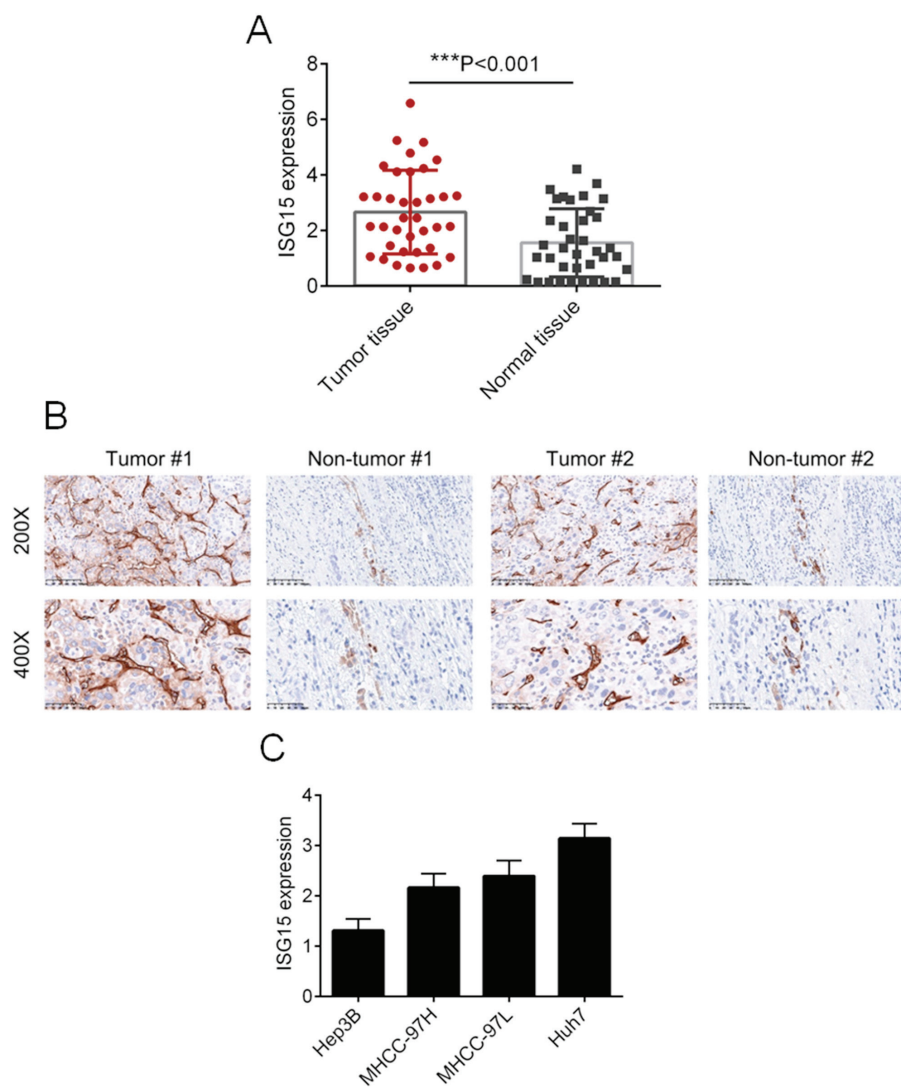 A
***P<0.001
8
6
4
2
0
ISG15 expression
Tumor tissue
Normal tissue
B
Tumor #1 Non-tumor #1 Tumor #2 Non-tumor #2
200X
400X
C
4
3
2
1
0
ISG15 expression
Hep3B
MHCC-97H
MHCC-97L
Huh7